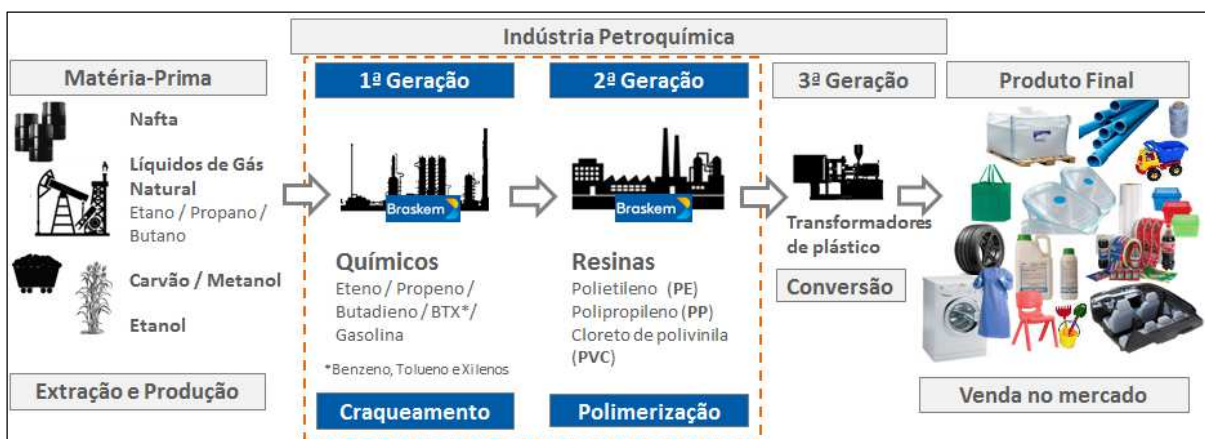 Indústria Petroquímica
Matéria-Prima
Nafta
Líquidos de Gás
Natural
Etano / Propano /
Butano
Carvão / Metanol
Etanol
Extração e Produção
1ª Geração
Braskem
Químicos
Eteno / Propeno /
Butadieno / BTX*/
Gasolina
*Benzeno, Tolueno e Xilenos
Craqueamento
2ª Geração
Braskem
Resinas
Polietileno (PE)
Polipropileno (PP)
Cloreto de polivinila
(PVC)
Polimerização
3ª Geração
Transformadores
de plástico
Conversão
Produto Final
Venda no mercado